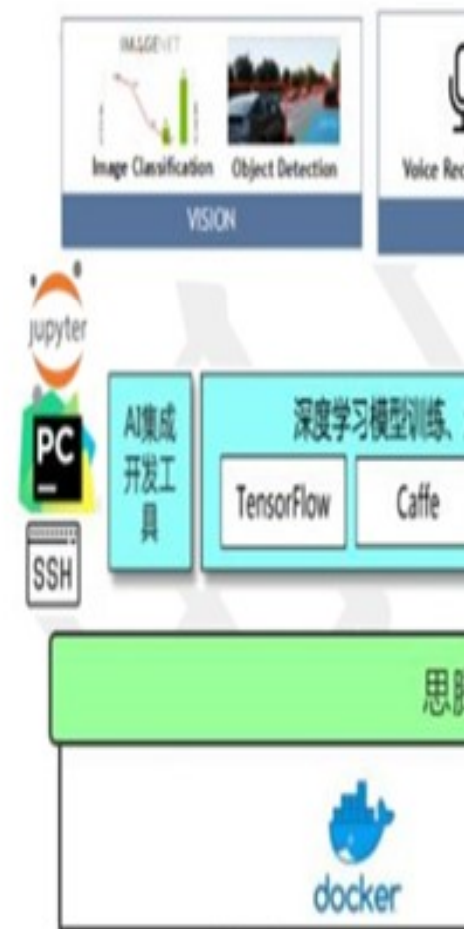 IMAGENET
Image Classification
Object Detection
VISION
Voice Rec
jupyter
PC
SSH
AI集成
开发工
具
深度学习模型训练、
TensorFlow
Caffe
思
docker